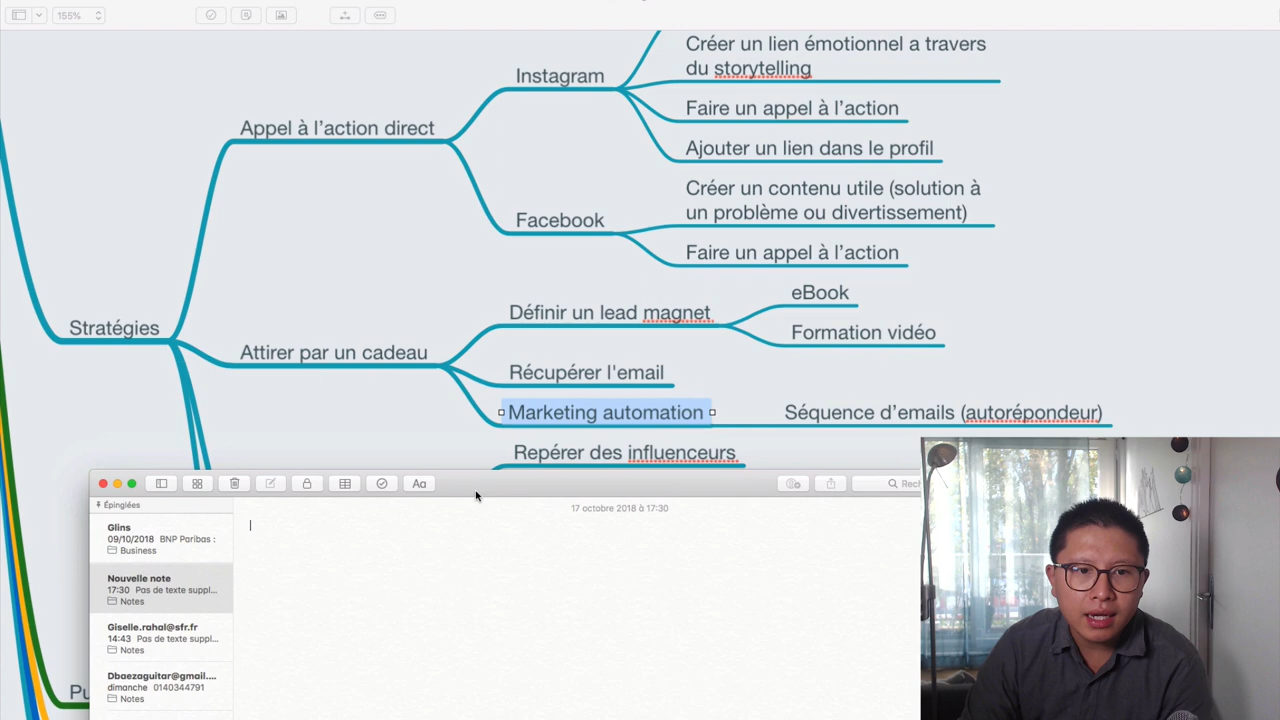 155%
Créer un lien émotionnel a travers
du storytelling
Instagram
Faire un appel à l'action
Appel à l'action direct
Ajouter un lien dans le profil
Créer un contenu utile (solution à
un problème ou divertissement)
Facebook
Faire un appel à l'action
eBook
Définir un lead magnet
Stratégies
Formation vidéo
Attirer par un cadeau
Récupérer l'email
Marketing automation
Séquence d'emails (autorépondeur)
Repérer des influenceurs
Aa
Rech
Épinglées
17 octobre 2018 à 17:30
Glins
09/10/2018 BNP Paribas :
Business
Nouvelle note
17:30 Pas de texte suppl...
Notes
Giselle.rahal@sfr.fr
14:43 Pas de texte suppl...
Notes
Dbaezaguitar@gmail....
dimanche 0140344791
Notes
Pu